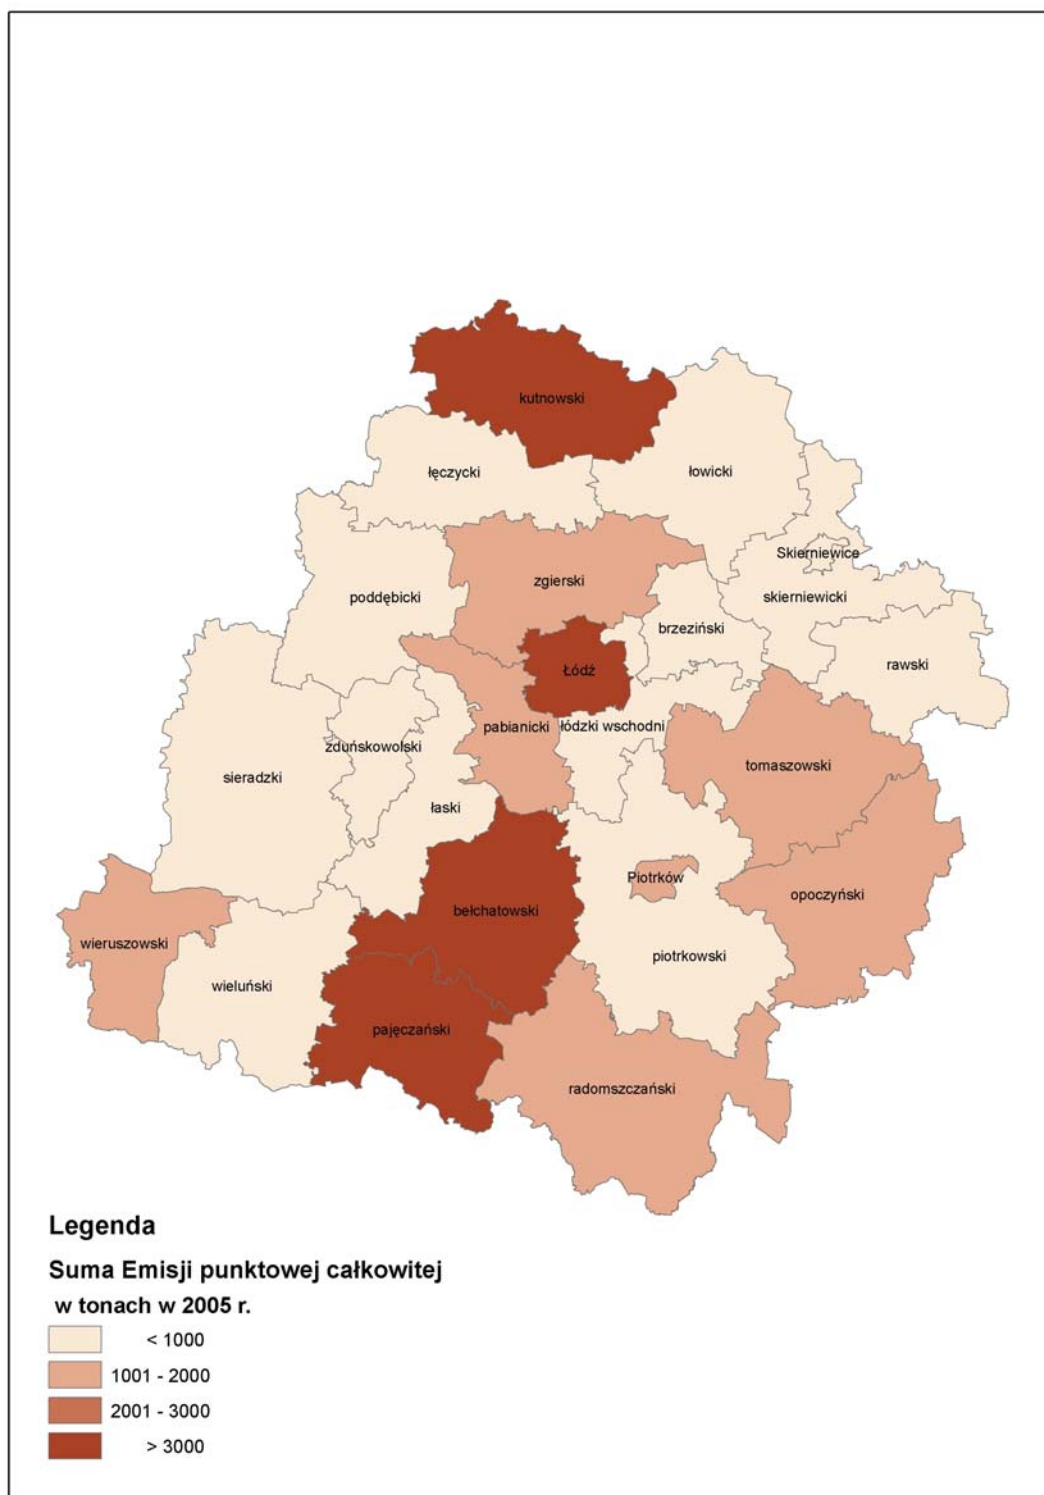 kutnowski
łęczycki
łowicki
Skierniewice
zgierski
poddębicki
skierniewicki
brzeziński
rawski
Łódź
pabianicki
łódzki wschodni
zduńskowolski
sieradzki
tomaszowski
łaski
Piotrków
opoczyński
bełchatowski
wieruszowski
piotrkowski
wieluński
pajęczański
radomszczański
Legenda
Suma Emisji punktowej całkowitej
w tonach w 2005 r.
< 1000
1001 - 2000
2001 - 3000
> 3000